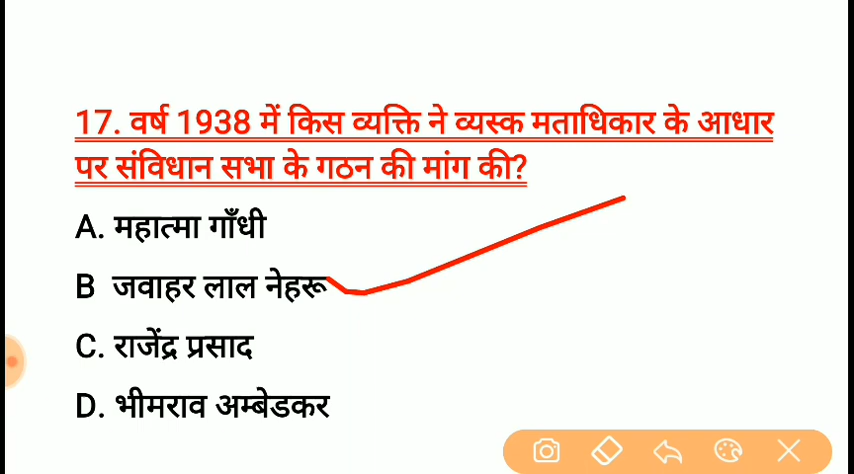 17. वर्ष 1938 में किस व्यक्ति ने व्यस्क मताधिकार के आधार
पर संविधान सभा के गठन की मांग की?
A. महात्मा गाँधी
B जवाहर लाल नेहरू
C. राजेंद्र प्रसाद
D. भीमराव अम्बेडकर